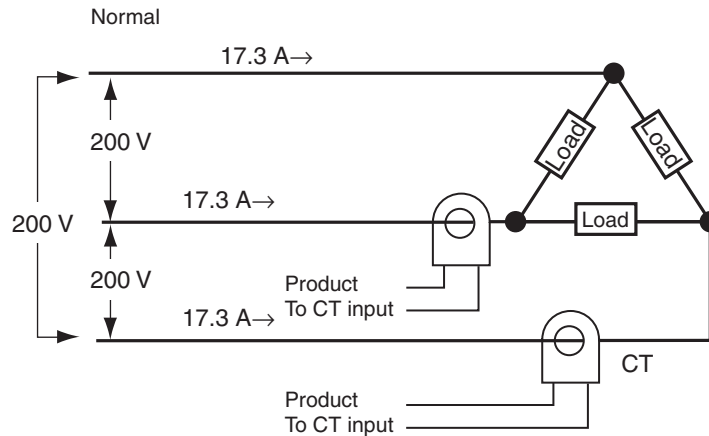 Normal
17.3 A→
200 V
Load
Load
17.3 A→
200 V
Load
200 V
Product
To CT input
17.3 A→
CT
Product
To CT input